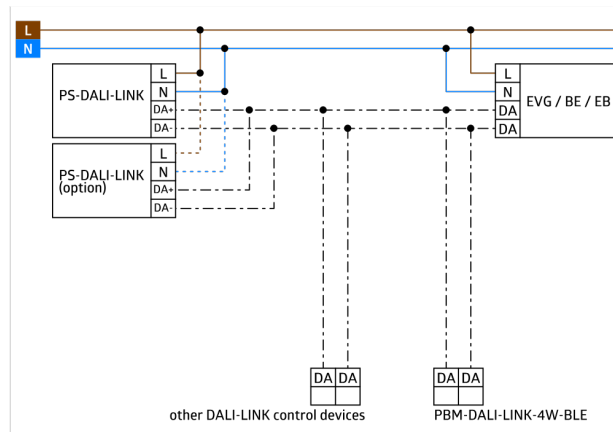 L
N
PS-DALI-LINK
L
N
DA+
DA-
L
N
DA
DA
EVG / BE / EB
PS-DALI-LINK
(option)
L
N
DA+
DA-
DA DA
DA DA
other DALI-LINK control devices
PBM-DALI-LINK-4W-BLE